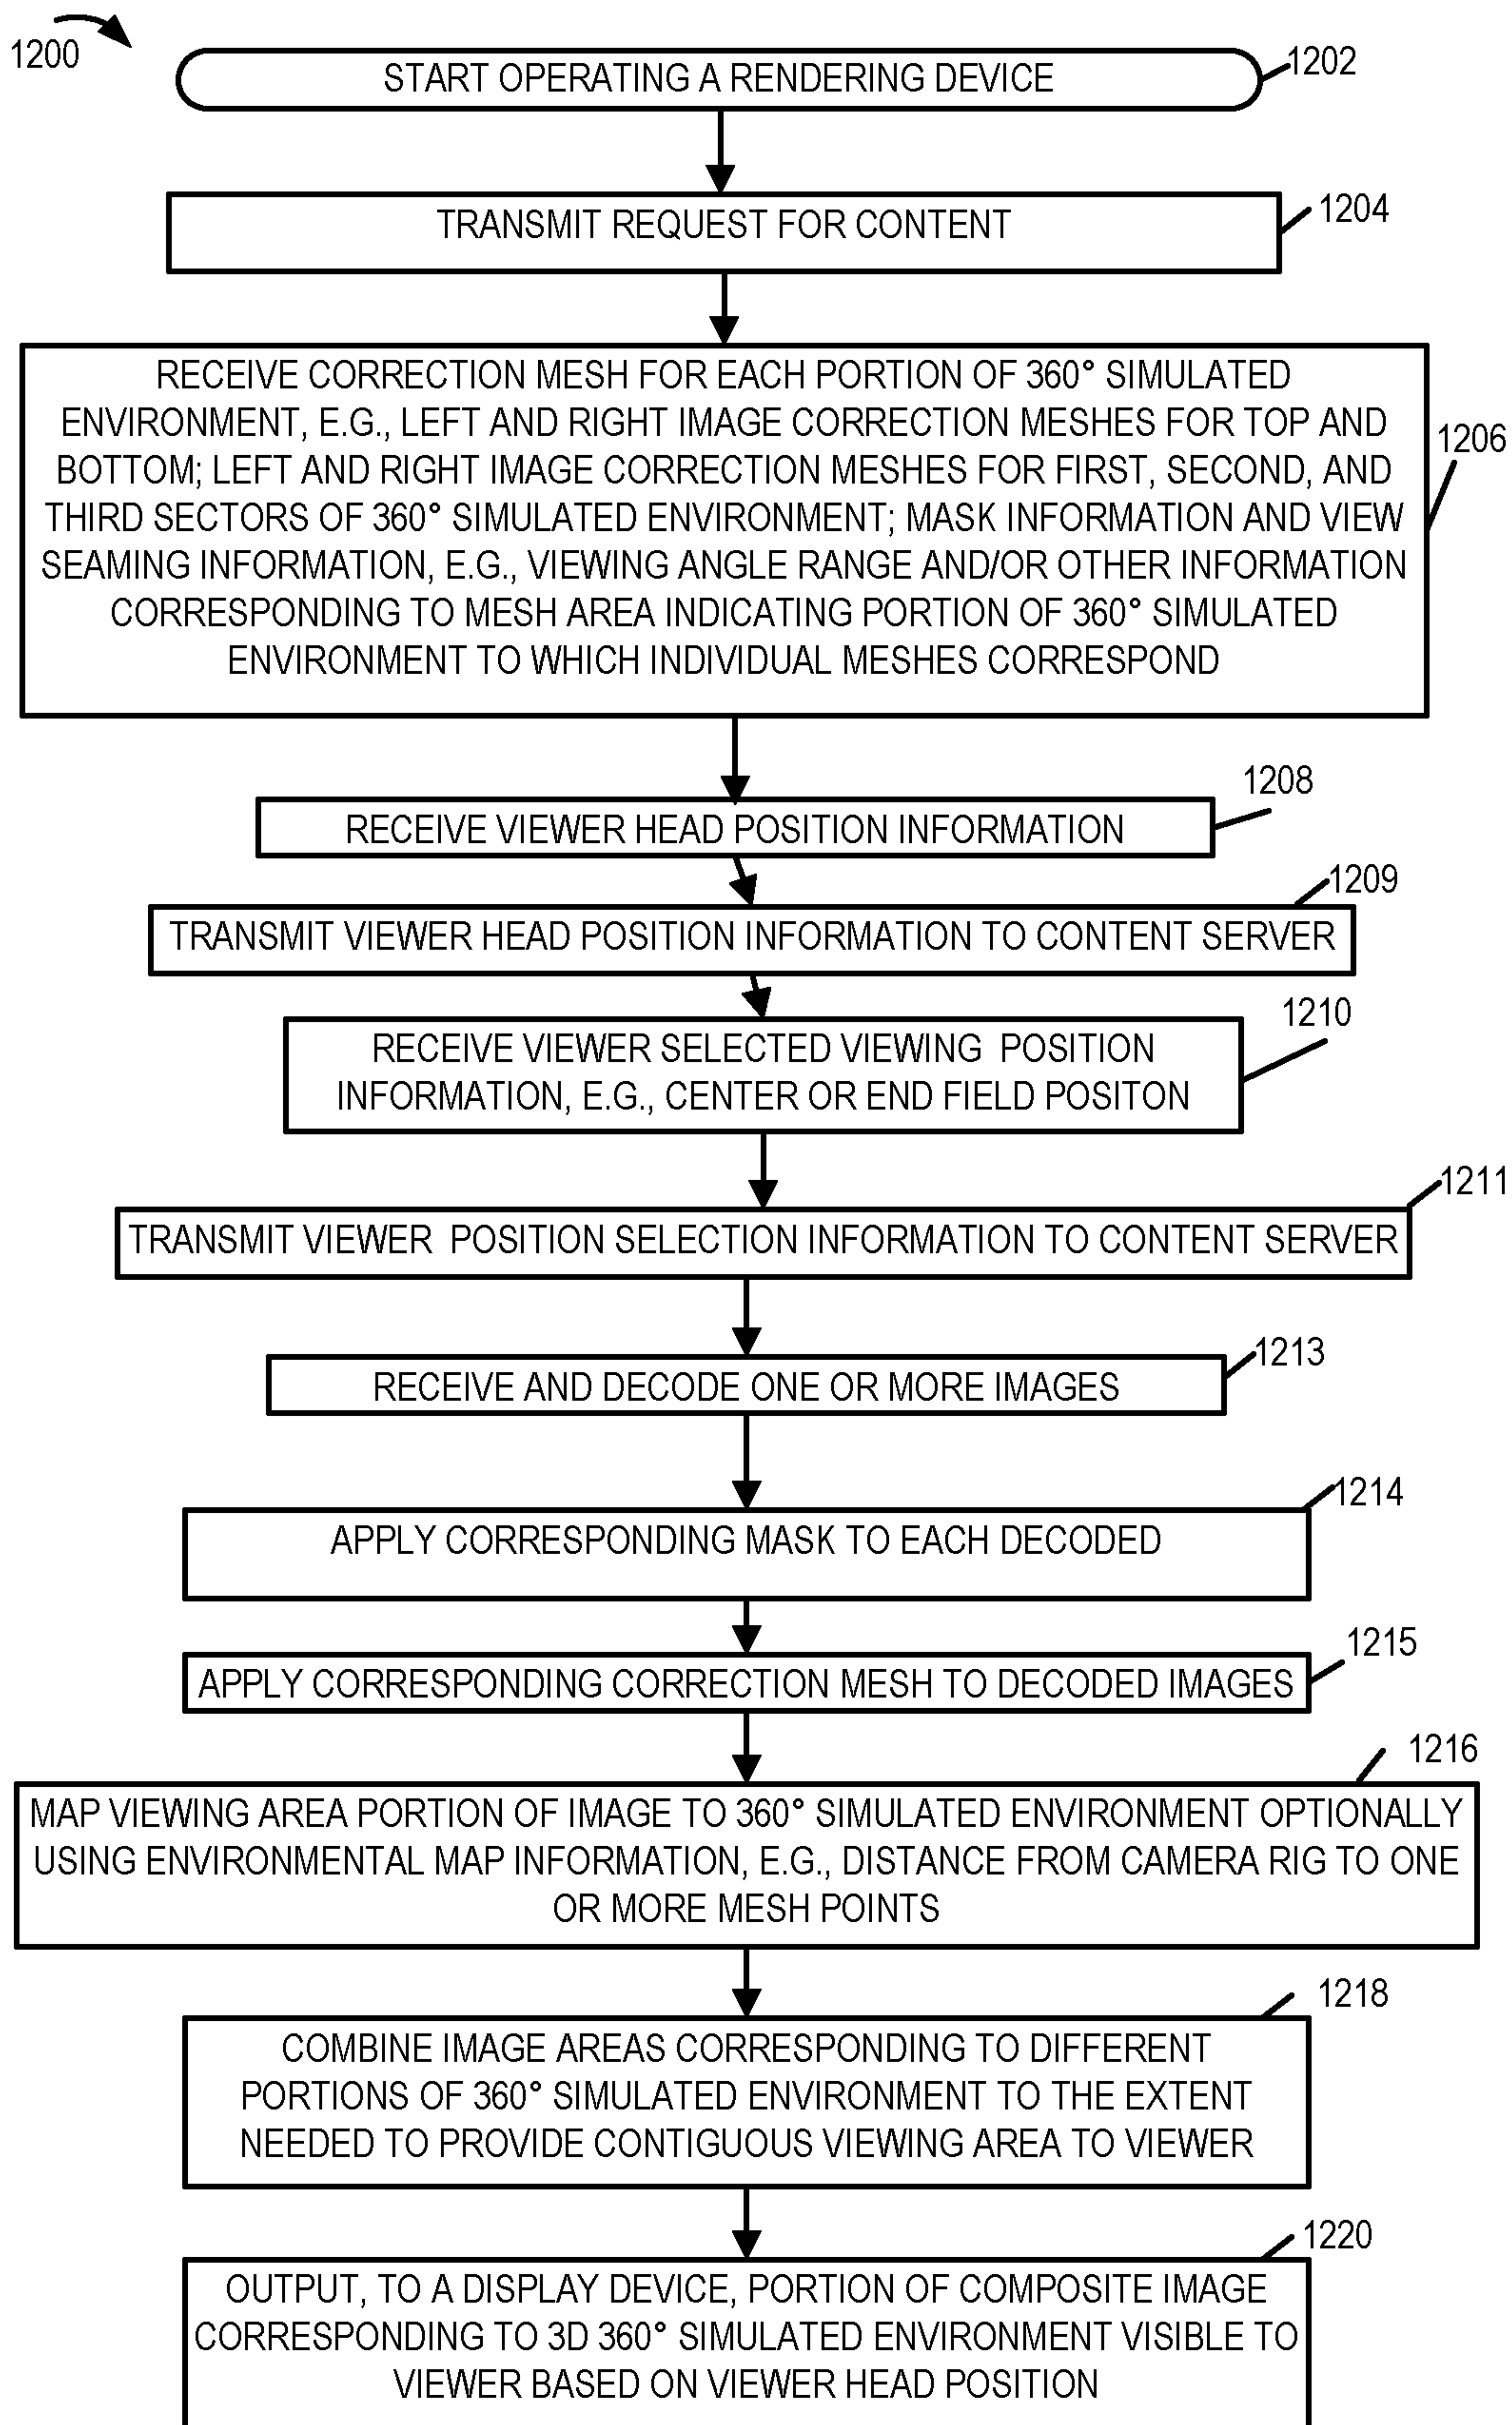 1200
START OPERATING A RENDERING DEVICE
1202
TRANSMIT REQUEST FOR CONTENT
1204
RECEIVE CORRECTION MESH FOR EACH PORTION OF 360° SIMULATED
ENVIRONMENT, E.G., LEFT AND RIGHT IMAGE CORRECTION MESHES FOR TOP AND
BOTTOM; LEFT AND RIGHT IMAGE CORRECTION MESHES FOR FIRST, SECOND, AND
THIRD SECTORS OF 360° SIMULATED ENVIRONMENT; MASK INFORMATION AND VIEW
SEAMING INFORMATION, E.G., VIEWING ANGLE RANGE AND/OR OTHER INFORMATION
CORRESPONDING TO MESH AREA INDICATING PORTION OF 360° SIMULATED
ENVIRONMENT TO WHICH INDIVIDUAL MESHES CORRESPOND
1206
RECEIVE VIEWER HEAD POSITION INFORMATION
1208
TRANSMIT VIEWER HEAD POSITION INFORMATION TO CONTENT SERVER
1209
RECEIVE VIEWER SELECTED VIEWING POSITION
INFORMATION, E.G., CENTER OR END FIELD POSITON
1210
TRANSMIT VIEWER POSITION SELECTION INFORMATION TO CONTENT SERVER
1211
RECEIVE AND DECODE ONE OR MORE IMAGES
1213
APPLY CORRESPONDING MASK TO EACH DECODED
1214
APPLY CORRESPONDING CORRECTION MESH TO DECODED IMAGES
1215
MAP VIEWING AREA PORTION OF IMAGE TO 360° SIMULATED ENVIRONMENT OPTIONALLY
USING ENVIRONMENTAL MAP INFORMATION, E.G., DISTANCE FROM CAMERA RIG TO ONE
OR MORE MESH POINTS
1216
COMBINE IMAGE AREAS CORRESPONDING TO DIFFERENT
PORTIONS OF 360° SIMULATED ENVIRONMENT TO THE EXTENT
NEEDED TO PROVIDE CONTIGUOUS VIEWING AREA TO VIEWER
1218
OUTPUT, TO A DISPLAY DEVICE, PORTION OF COMPOSITE IMAGE
CORRESPONDING TO 3D 360° SIMULATED ENVIRONMENT VISIBLE TO
VIEWER BASED ON VIEWER HEAD POSITION
1220